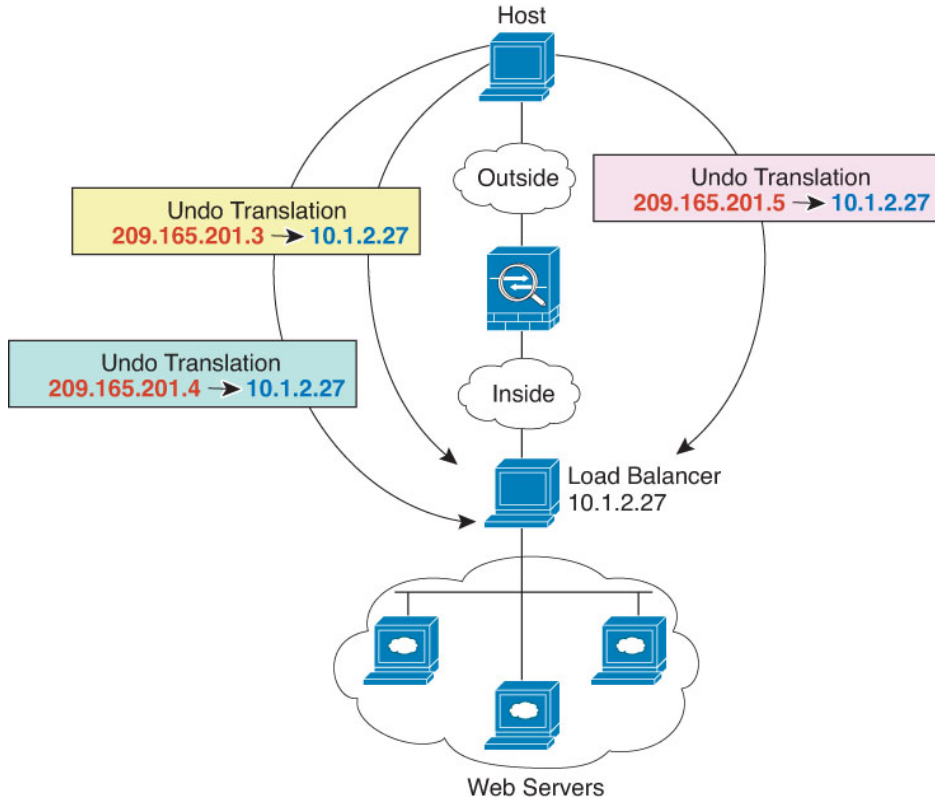 Host
Outside
Undo Translation
209.165.201.5 → 10.1.2.27
Undo Translation
209.165.201.3 → 10.1.2.27
Undo Translation
209.165.201.4 → 10.1.2.27
Inside
Load Balancer
10.1.2.27
Web Servers